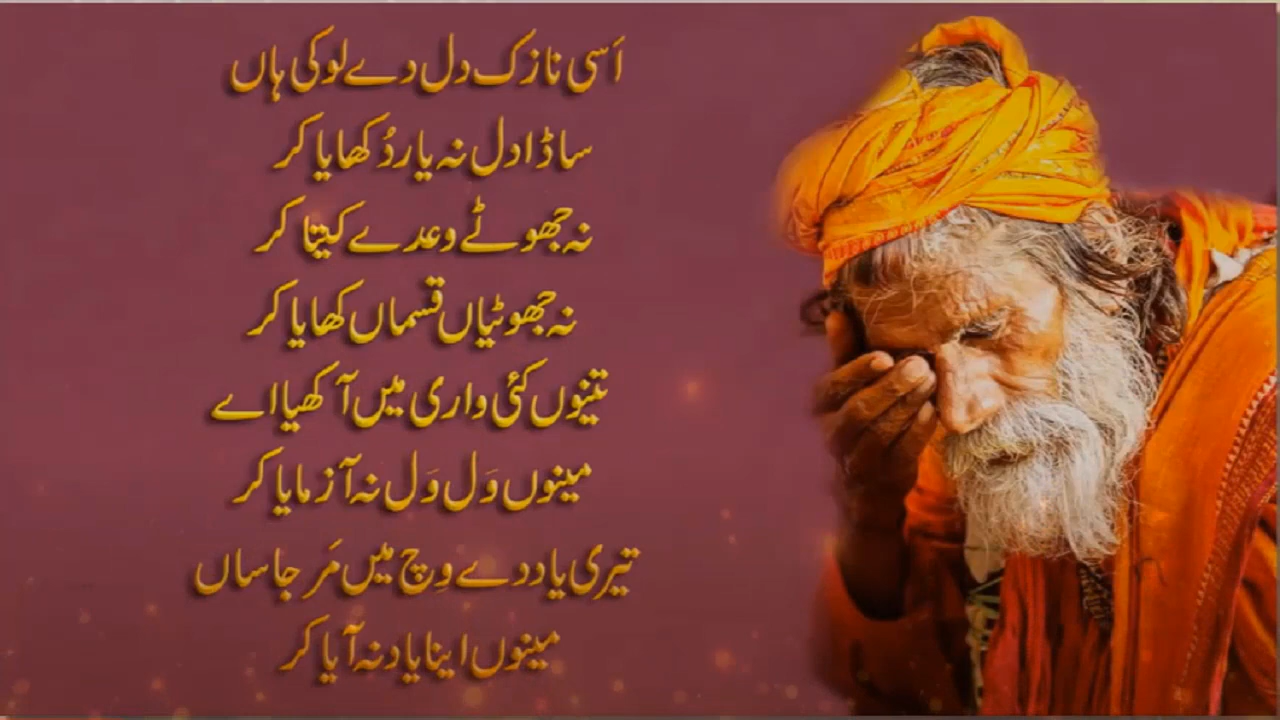 اَسی نازک دل دے لوکی ہاں
ساڈا دل نہ یار دُکھایا کر
نہ جھوٹے وعدے کیتا کر
نہ جھوٹیاں قسماں کھایا کر
تینوں کئی واری میں آکھیا اے
مینوں وَل وَل نہ آزمایا کر
تیری یاد دے وِچ میں مَر جاساں
مینوں اینا یاد نہ آیا کر